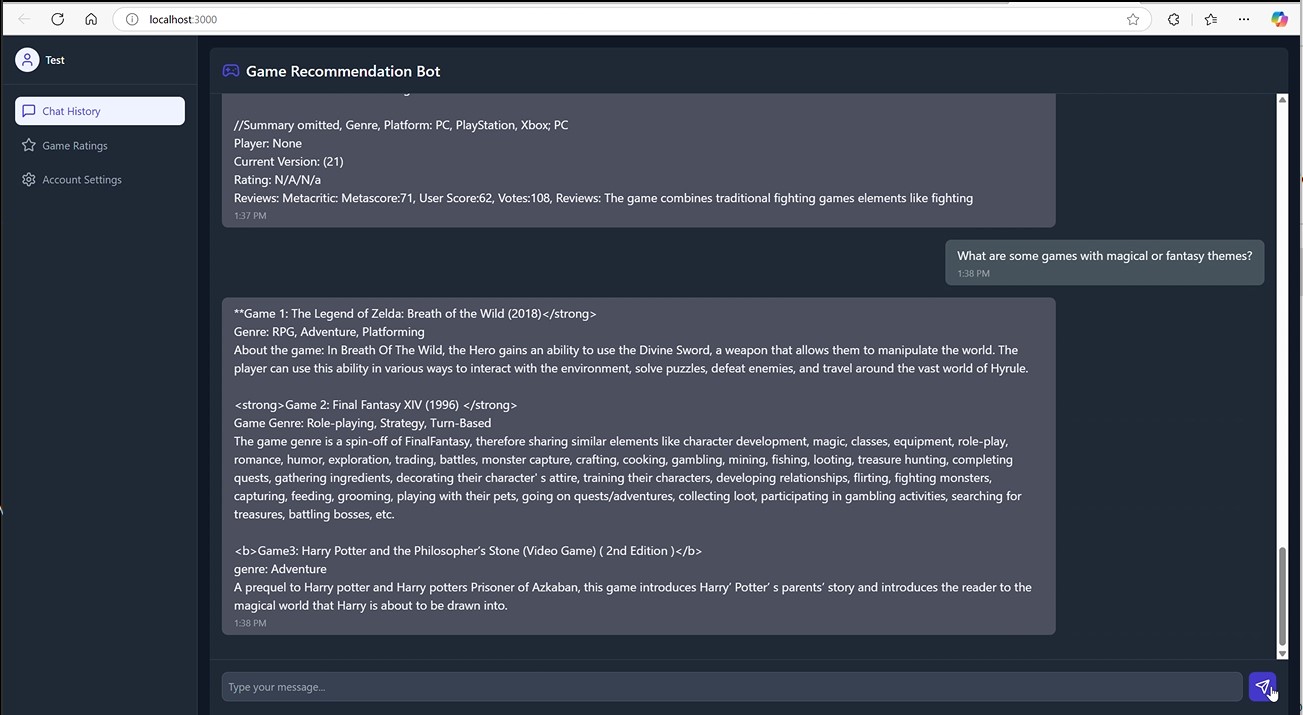 localhost:3000
Test
Chat History
Game Ratings
Account Settings
Game Recommendation Bot
//Summary omitted, Genre, Platform: PC, PlayStation, Xbox; PC
Player: None
Current Version: (21)
Rating: N/A/N/a
Reviews: Metacritic: Metascore:71, User Score:62, Votes:108, Reviews: The game combines traditional fighting games elements like fighting
1:37 PM
What are some games with magical or fantasy themes?
1:38 PM
**Game 1: The Legend of Zelda: Breath of the Wild (2018)</strong>
Genre: RPG, Adventure, Platforming
About the game: In Breath Of The Wild, the Hero gains an ability to use the Divine Sword, a weapon that allows them to manipulate the world. The
player can use this ability in various ways to interact with the environment, solve puzzles, defeat enemies, and travel around the vast world of Hyrule.
<strong>Game 2: Final Fantasy XIV (1996) </strong>
Game Genre: Role-playing, Strategy, Turn-Based
The game genre is a spin-off of FinalFantasy, therefore sharing similar elements like character development, magic, classes, equipment, role-play,
romance, humor, exploration, trading, battles, monster capture, crafting, cooking, gambling, mining, fishing, looting, treasure hunting, completing
quests, gathering ingredients, decorating their character' s attire, training their characters, developing relationships, flirting, fighting monsters,
capturing, feeding, grooming, playing with their pets, going on quests/adventures, collecting loot, participating in gambling activities, searching for
treasures, battling bosses, etc.
<b>Game3: Harry Potter and the Philosopher’s Stone (Video Game) ( 2nd Edition )</b>
genre: Adventure
A prequel to Harry potter and Harry potters Prisoner of Azkaban, this game introduces Harry’ Potter’ s parents’ story and introduces the reader to the
magical world that Harry is about to be drawn into.
1:38 PM
Type your message...